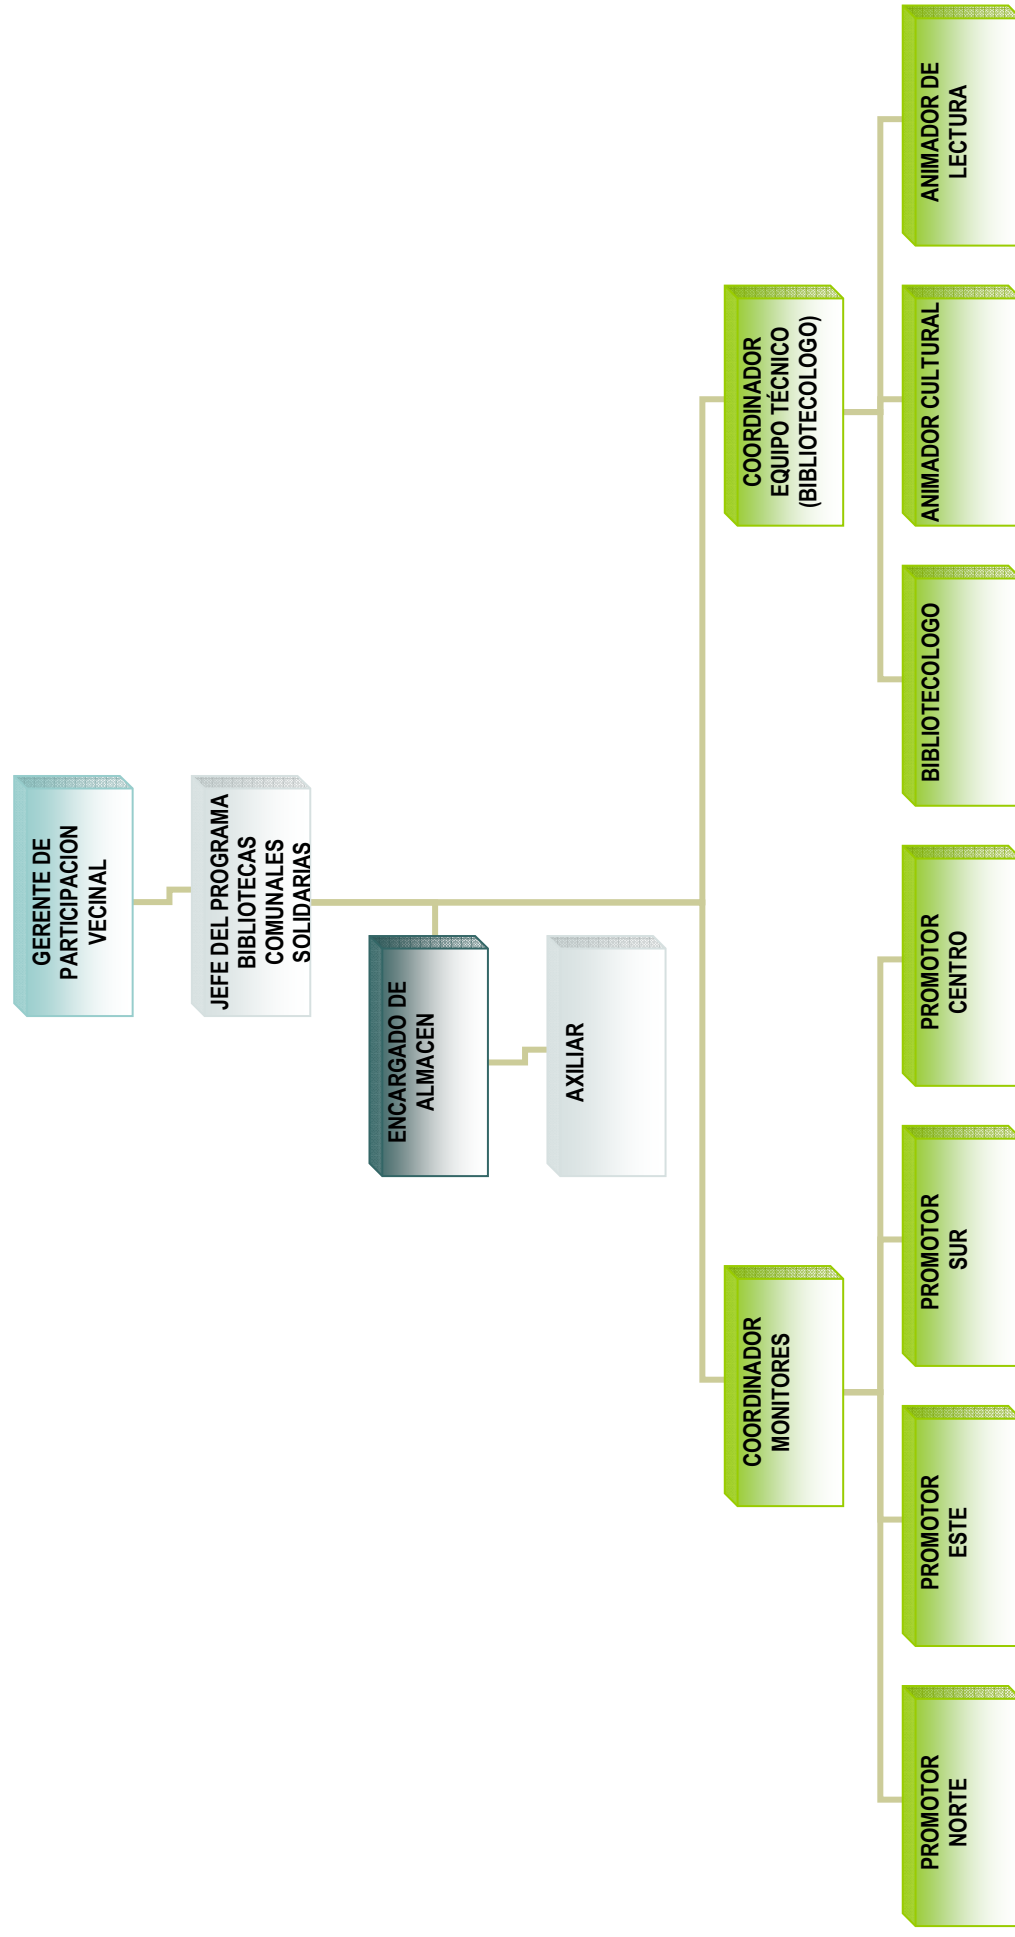 GERENTE DE
PARTICIPACION
VECINAL
JEFE DEL PROGRAMA
BIBLIOTECAS
COMUNALES
SOLIDARIAS
ENCARGADO DE
ALMACEN
AXILIAR
COORDINADOR
MONITORES
COORDINADOR
EQUIPO TÉCNICO
(BIBLIOTECOLOGO)
PROMOTOR
NORTE
PROMOTOR
ESTE
PROMOTOR
SUR
PROMOTOR
CENTRO
BIBLIOTECOLOGO
ANIMADOR CULTURAL
ANIMADOR DE
LECTURA